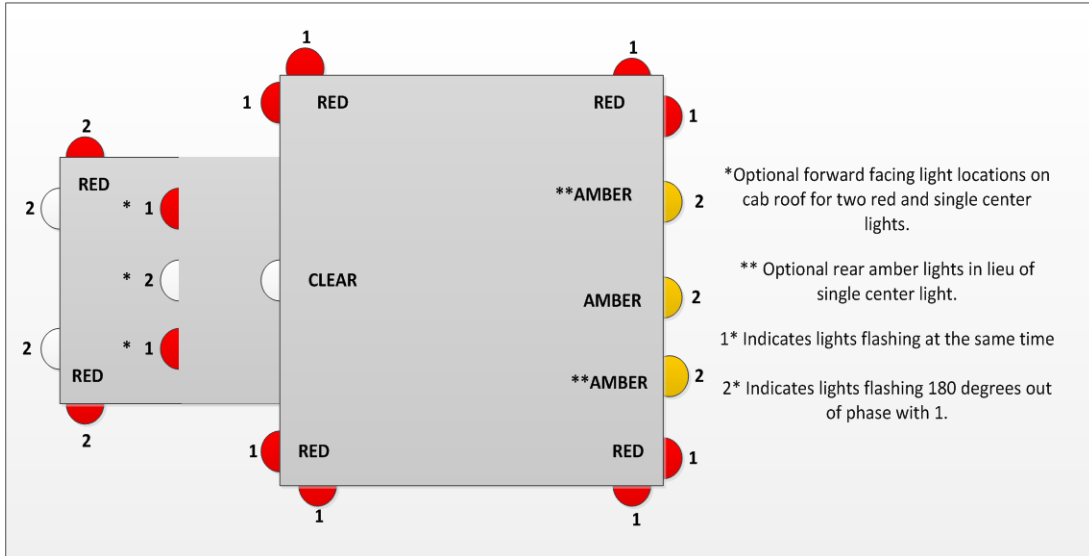 1
1
1
RED
RED
1
2
RED
*Optional forward facing light locations on
cab roof for two red and single center
lights.
2
* 1
**AMBER
2
* 2
CLEAR
** Optional rear amber lights in lieu of
single center light.
AMBER
2
1* Indicates lights flashing at the same time
2
* 1
RED
**AMBER
2
2* Indicates lights flashing 180 degrees out
of phase with 1.
2
1
RED
RED
1
1
1